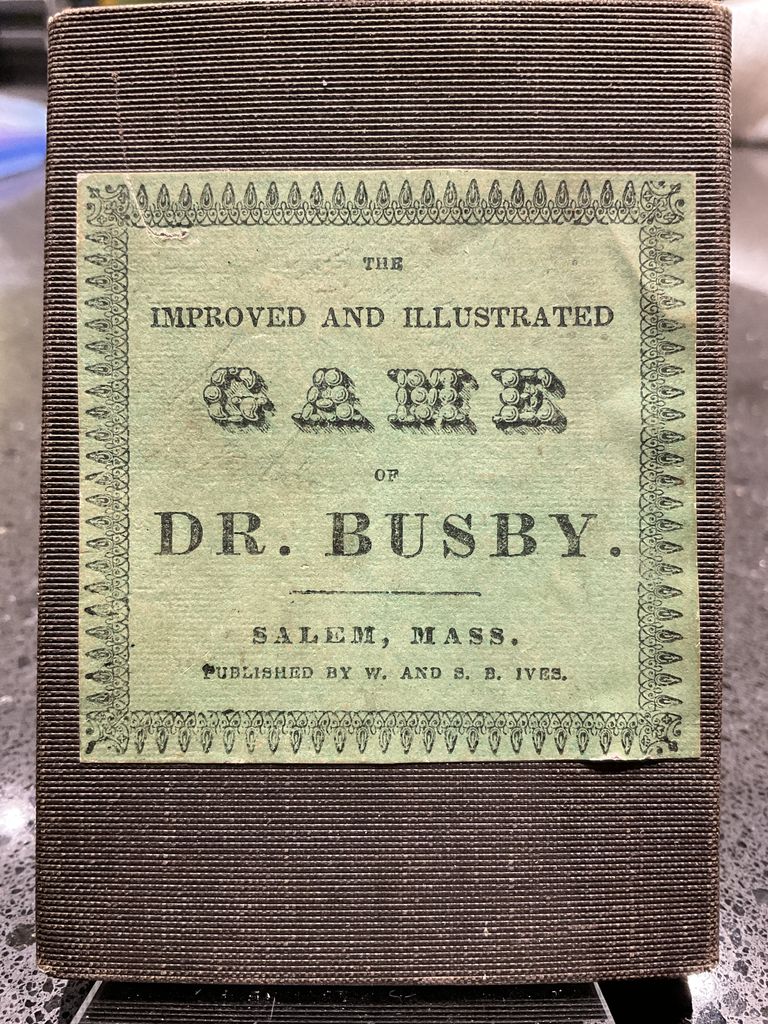 THE
IMPROVED AND ILLUSTRATED
GAME
OF
DR. BUSBY.
SALEM, MASS.
PUBLISHED BY W. AND S. B. IVES.